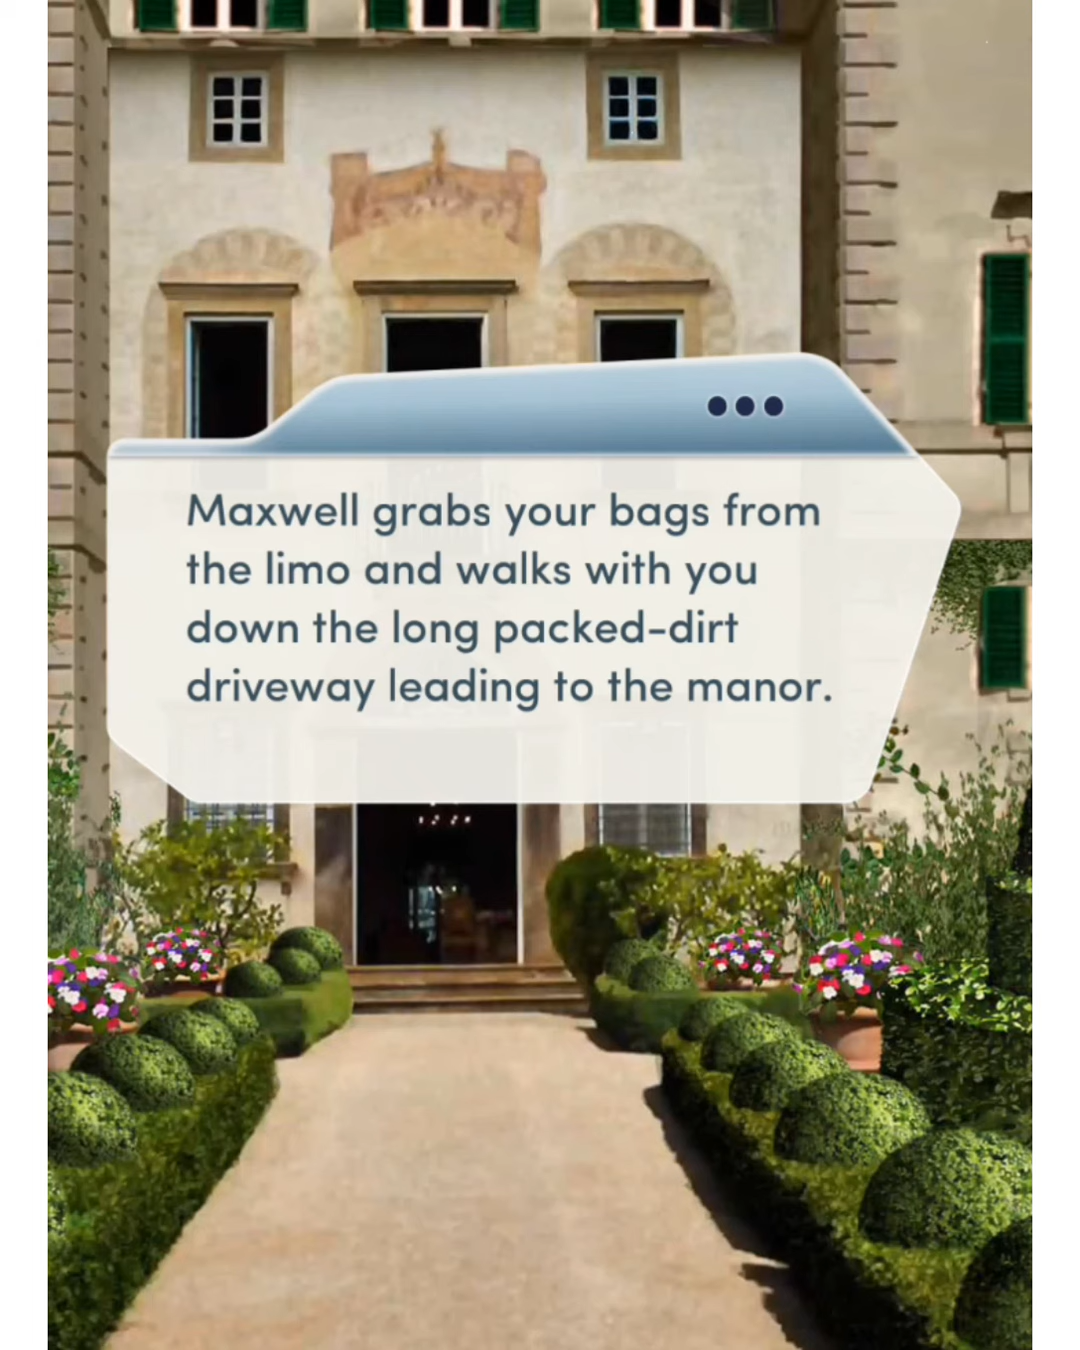 Maxwell grabs your bags from
the limo and walks with you
down the long packed-dirt
driveway leading to the manor.